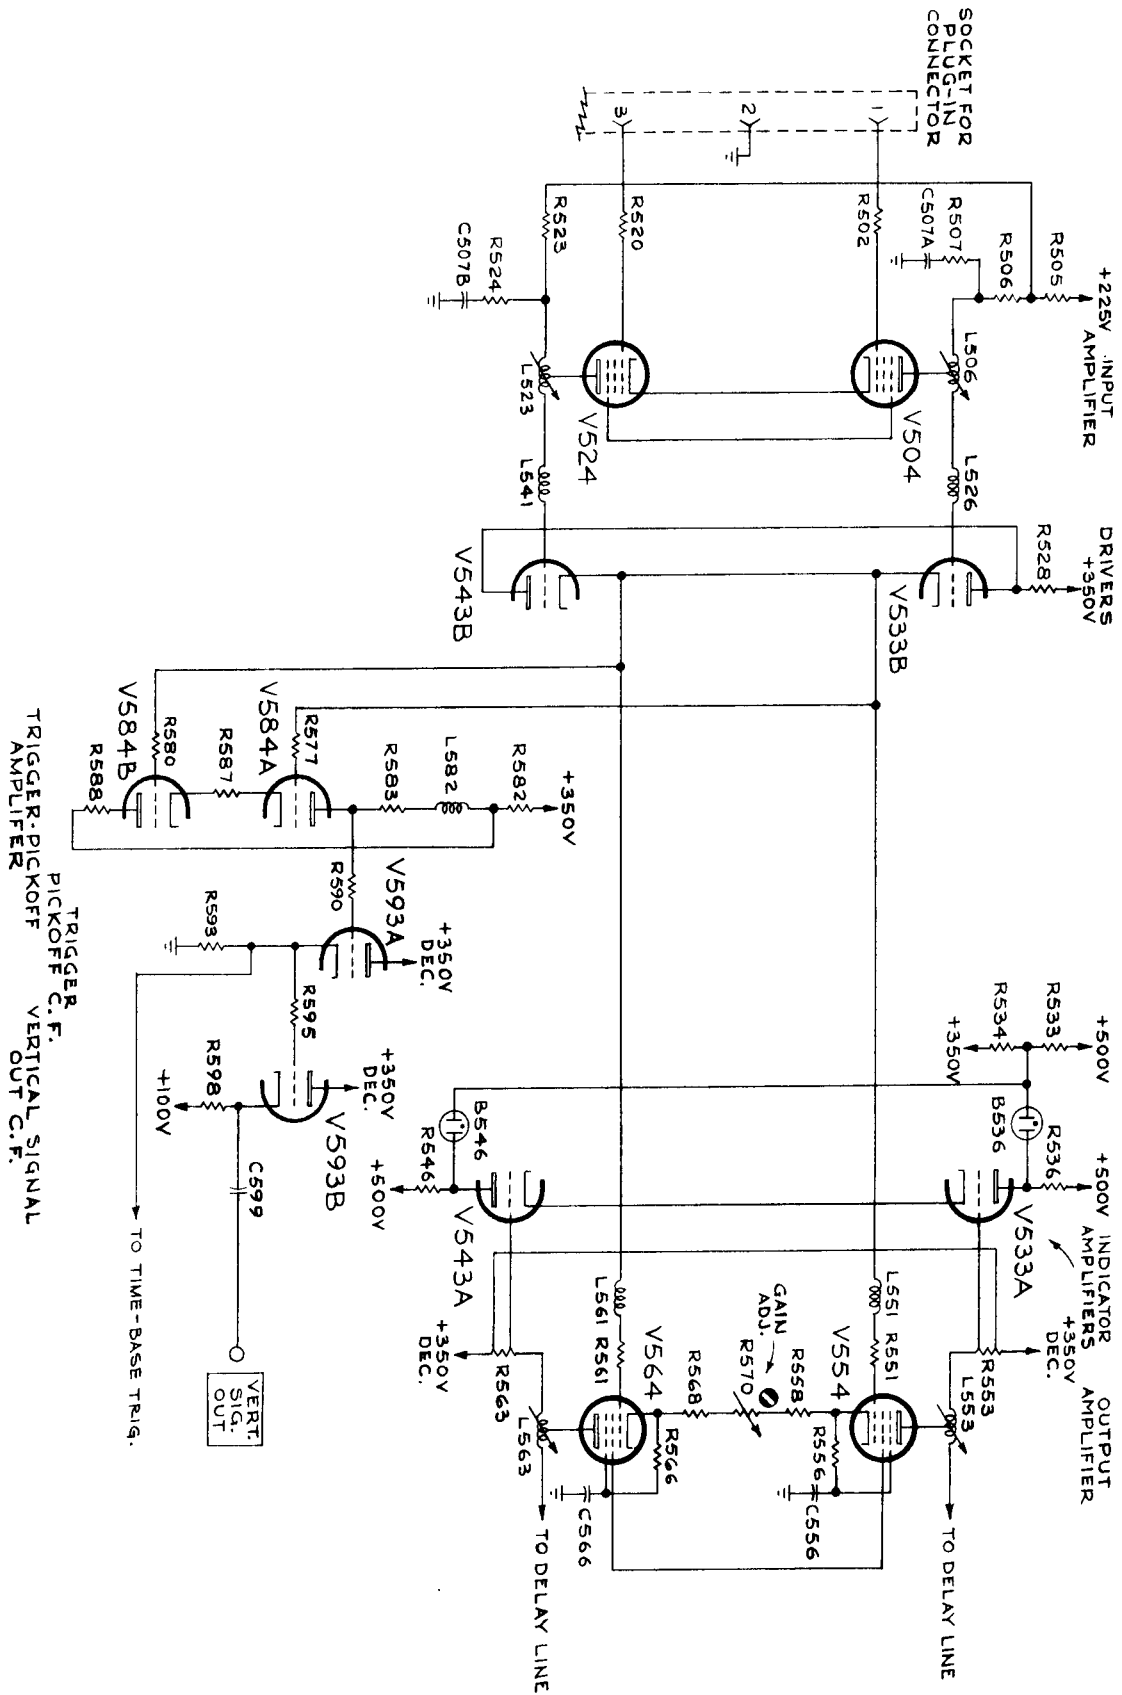 SOCKET FOR
PLUG-IN
CONNECTOR
1
2
3
+225V
INPUT
AMPLIFIER
R505
R506
R507
C507A
R502
R520
R523
R524
C507B
L506
V504
V524
L523
L526
L541
DRIVERS
+350V
R528
V533B
V543B
+350V
R582
L582
R583
R577
V584A
R587
R580
V584B
R588
TRIGGER-PICKOFF
AMPLIFER
R590
V593A
+350V
DEC.
R593
TRIGGER
PICKOFF C.F.
R595
+350V
DEC.
V593B
R598
+100V
C599
VERTICAL SIGNAL
OUT C.F.
TO TIME-BASE TRIG.
VERT.
SIG.
OUT
+500V
R533
R534
+350V
B536
R536
+500V
INDICATOR
AMPLIFIERS
V533A
B546
R546
+500V
V543A
+350V
DEC.
R553
L553
OUTPUT
AMPLIFIER
L551
R551
V554
R556
C556
R558
GAIN
ADJ.
R570
R568
V564
R566
C566
L561
R561
R563
+350V
DEC.
L563
TO DELAY LINE
TO DELAY LINE